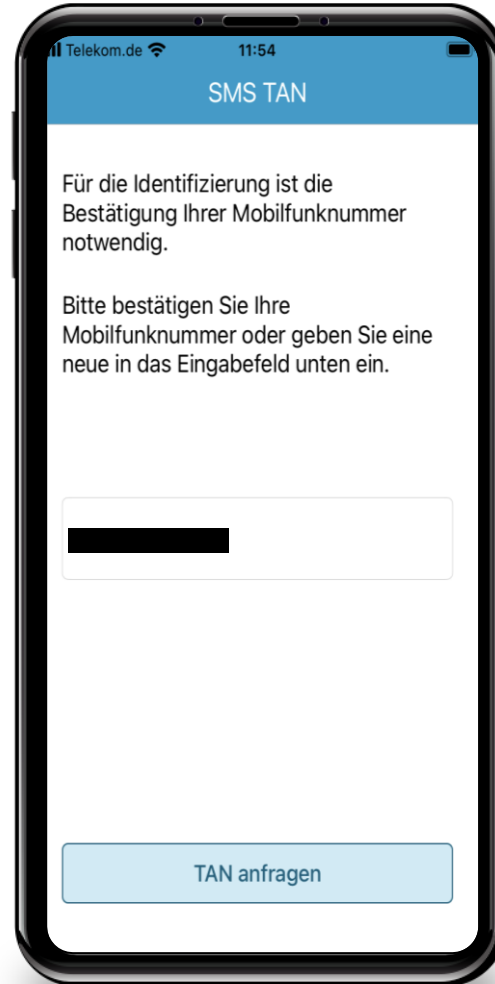 Telekom.de
11:54
SMS TAN
Für die Identifizierung ist die
Bestätigung Ihrer Mobilfunknummer
notwendig.
Bitte bestätigen Sie Ihre
Mobilfunknummer oder geben Sie eine
neue in das Eingabefeld unten ein.
TAN anfragen